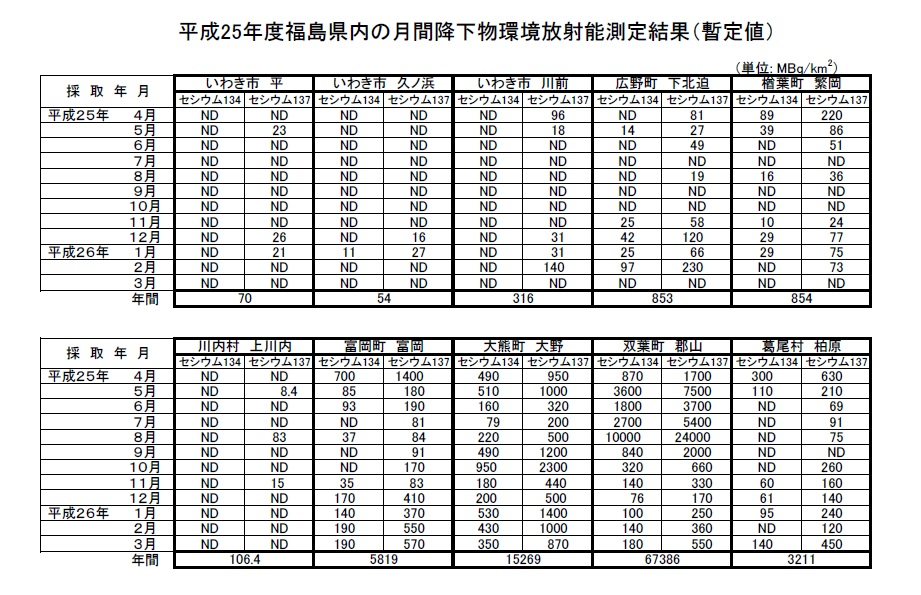 平成25年度福島県内の月間降下物環境放射能測定結果(暫定値)
(単位: MBq/km2)
採 取 年 月 いわき市 平 いわき市 久ノ浜 いわき市 川前 広野町 下北迫 楢葉町 繁岡
セシウム134 セシウム137 セシウム134 セシウム137 セシウム134 セシウム137 セシウム134 セシウム137 セシウム134 セシウム137
平成25年 4月 ND ND ND ND ND 96 ND 81 89 220
5月 ND 23 ND ND ND 18 14 27 39 86
6月 ND ND ND ND ND ND ND 49 ND 51
7月 ND ND ND ND ND ND ND ND ND ND
8月 ND ND ND ND ND ND ND 19 16 36
9月 ND ND ND ND ND ND ND ND ND ND
10月 ND ND ND ND ND ND ND ND ND ND
11月 ND ND ND ND ND ND 25 58 10 24
12月 ND 26 ND 16 ND 31 42 120 29 77
平成26年 1月 ND 21 11 27 ND 31 25 66 29 75
2月 ND ND ND ND ND 140 97 230 ND 73
3月 ND ND ND ND ND ND ND ND ND ND
年間 70 54 316 853 854
採 取 年 月 川内村 上川内 富岡町 富岡 大熊町 大野 双葉町 郡山 葛尾村 柏原
セシウム134 セシウム137 セシウム134 セシウム137 セシウム134 セシウム137 セシウム134 セシウム137 セシウム134 セシウム137
平成25年 4月 ND ND 700 1400 490 950 870 1700 300 630
5月 ND 8.4 85 180 510 1000 3600 7500 110 210
6月 ND ND 93 190 160 320 1800 3700 ND 69
7月 ND ND ND 81 79 200 2700 5400 ND 91
8月 ND 83 37 84 220 500 10000 24000 ND 75
9月 ND ND ND 91 490 1200 840 2000 ND ND
10月 ND ND ND 170 950 2300 320 660 ND 260
11月 ND 15 35 83 180 440 140 330 60 160
12月 ND ND 170 410 200 500 76 170 61 140
平成26年 1月 ND ND 140 370 530 1400 100 250 95 240
2月 ND ND 190 550 430 1000 140 360 ND 120
3月 ND ND 190 570 350 870 180 550 140 450
年間 106.4 5819 15269 67386 3211